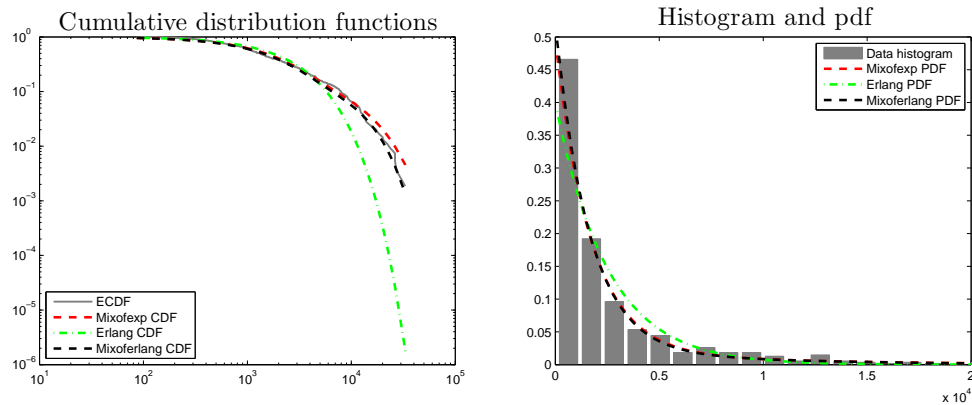 Cumulative distribution functions
10^0
10^-1
10^-2
10^-3
10^-4
10^-5
10^-6
10^1
10^2
10^3
10^4
10^5
ECDF
Mixofexp CDF
Erlang CDF
Mixoferlang CDF
Histogram and pdf
0.5
0.45
0.4
0.35
0.3
0.25
0.2
0.15
0.1
0.05
0
0
0.5
1
1.5
2
x 10^4
Data histogram
Mixofexp PDF
Erlang PDF
Mixoferlang PDF